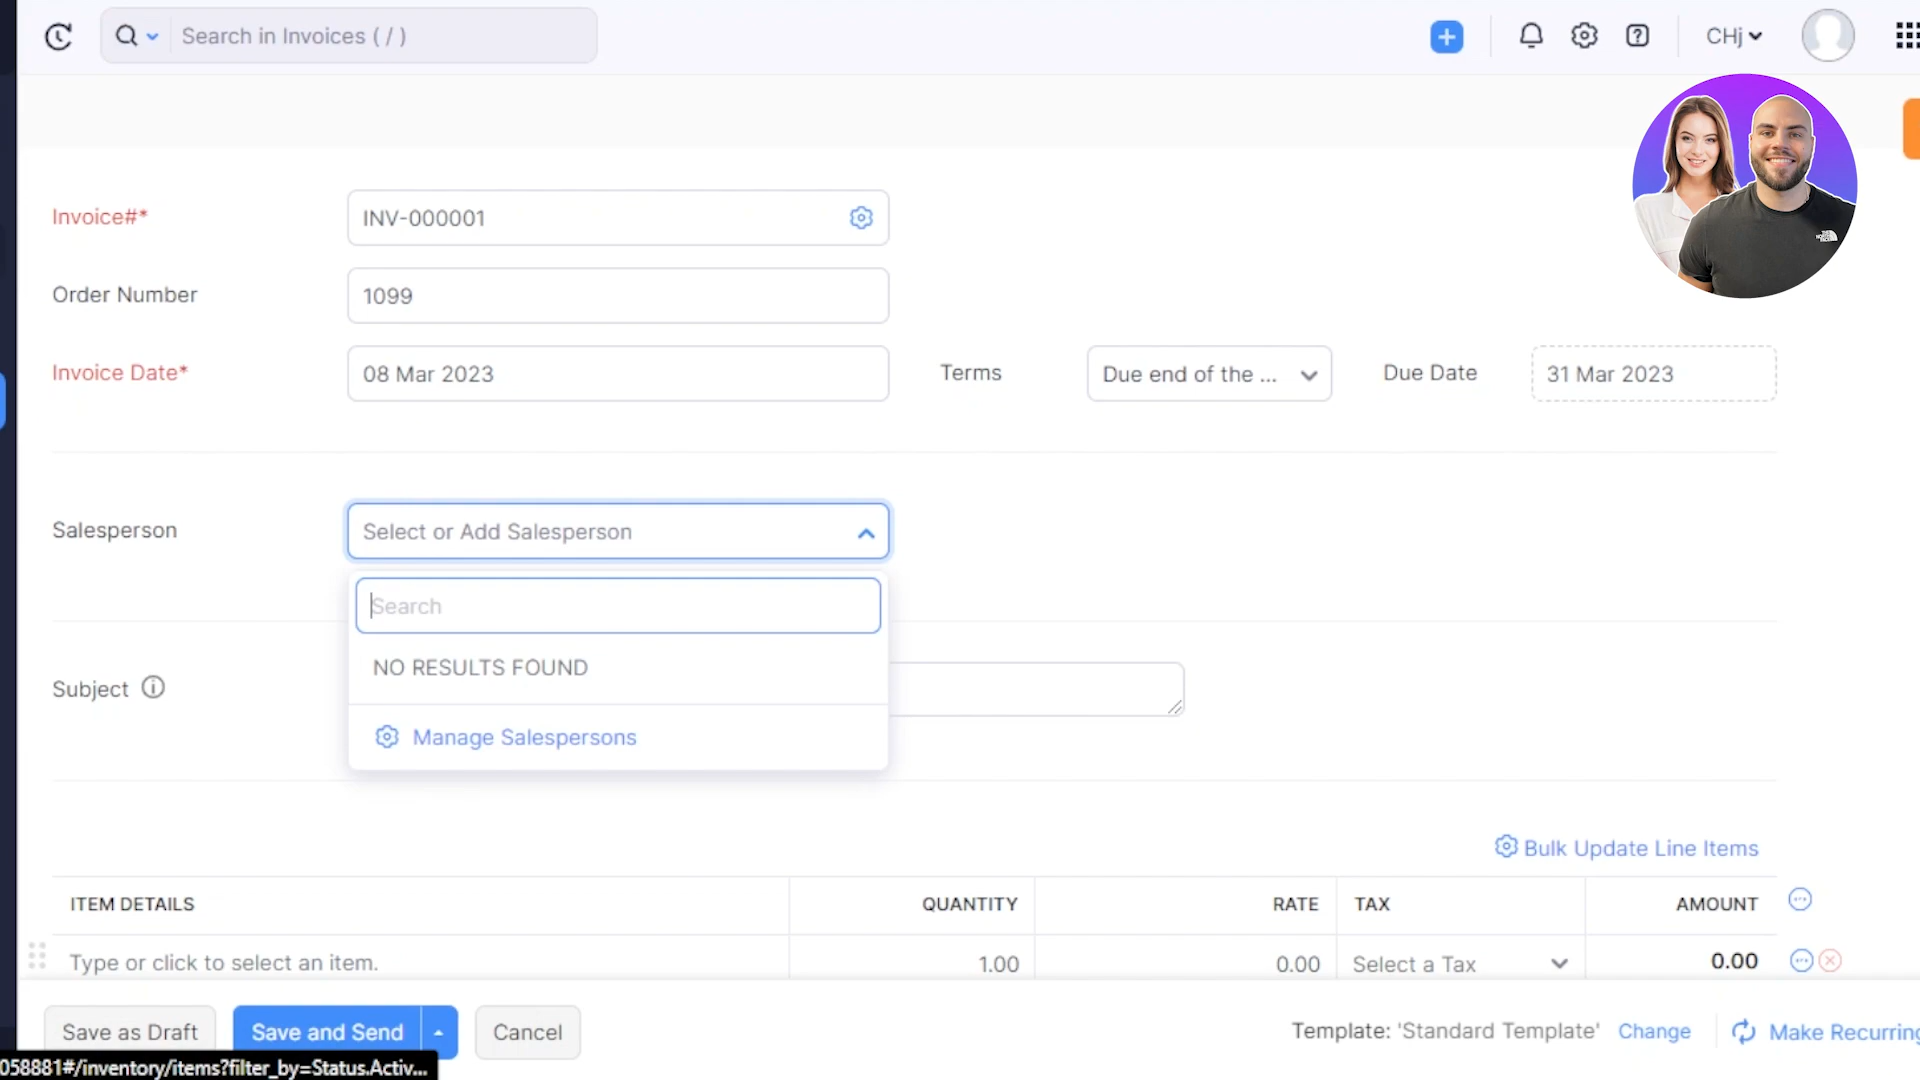 Search in Invoices ( / )
CHj
Invoice#*
INV-000001
Order Number
1099
Invoice Date*
08 Mar 2023
Terms
Due end of the ...
Due Date
31 Mar 2023
Salesperson
Select or Add Salesperson
Search
NO RESULTS FOUND
Manage Salespersons
Subject
Bulk Update Line Items
ITEM DETAILS
QUANTITY
RATE
TAX
AMOUNT
Type or click to select an item.
1.00
0.00
Select a Tax
0.00
Save as Draft
Save and Send
Cancel
Template: 'Standard Template'
Change
Make Recurring
058881#/inventory/items?filter_by=Status.Activ...